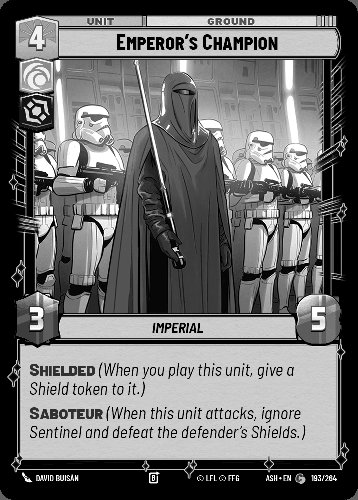 UNIT
GROUND
4
EMPEROR'S CHAMPION
3
IMPERIAL
5
SHIELDED (When you play this unit, give a
Shield token to it.)
SABOTEUR (When this unit attacks, ignore
Sentinel and defeat the defender's Shields.)
DAVID BUISÁN
© LFL © FFG
ASH • EN
193/264